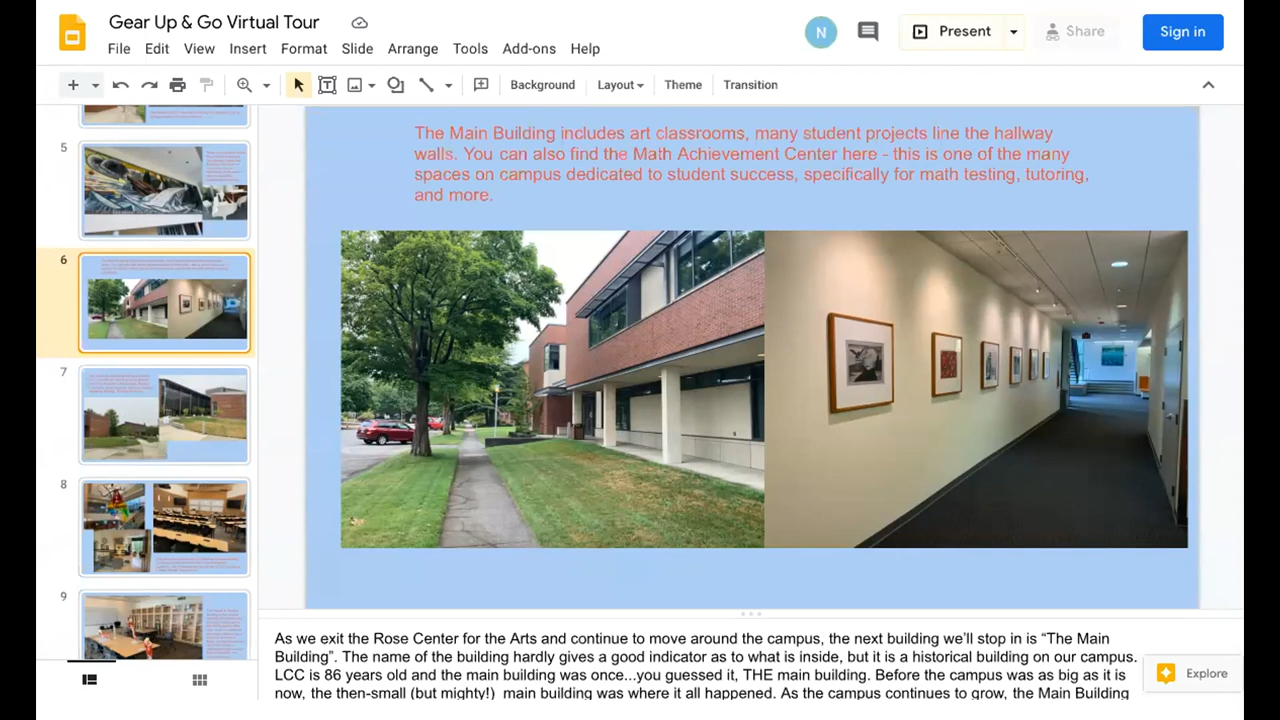 Gear Up & Go Virtual Tour
File Edit View Insert Format Slide Arrange Tools Add-ons Help
N
Present
Share
Sign in
Background Layout Theme Transition
5
6
7
8
9
The Main Building includes art classrooms, many student projects line the hallway
walls. You can also find the Math Achievement Center here - this is one of the many
spaces on campus dedicated to student success, specifically for math testing, tutoring,
and more.
As we exit the Rose Center for the Arts and continue to move around the campus, the next building we'll stop in is “The Main
Building”. The name of the building hardly gives a good indicator as to what is inside, but it is a historical building on our campus.
LCC is 86 years old and the main building was once...you guessed it, THE main building. Before the campus was as big as it is
now, the then-small (but mighty!) main building was where it all happened. As the campus continues to grow, the Main Building
Explore